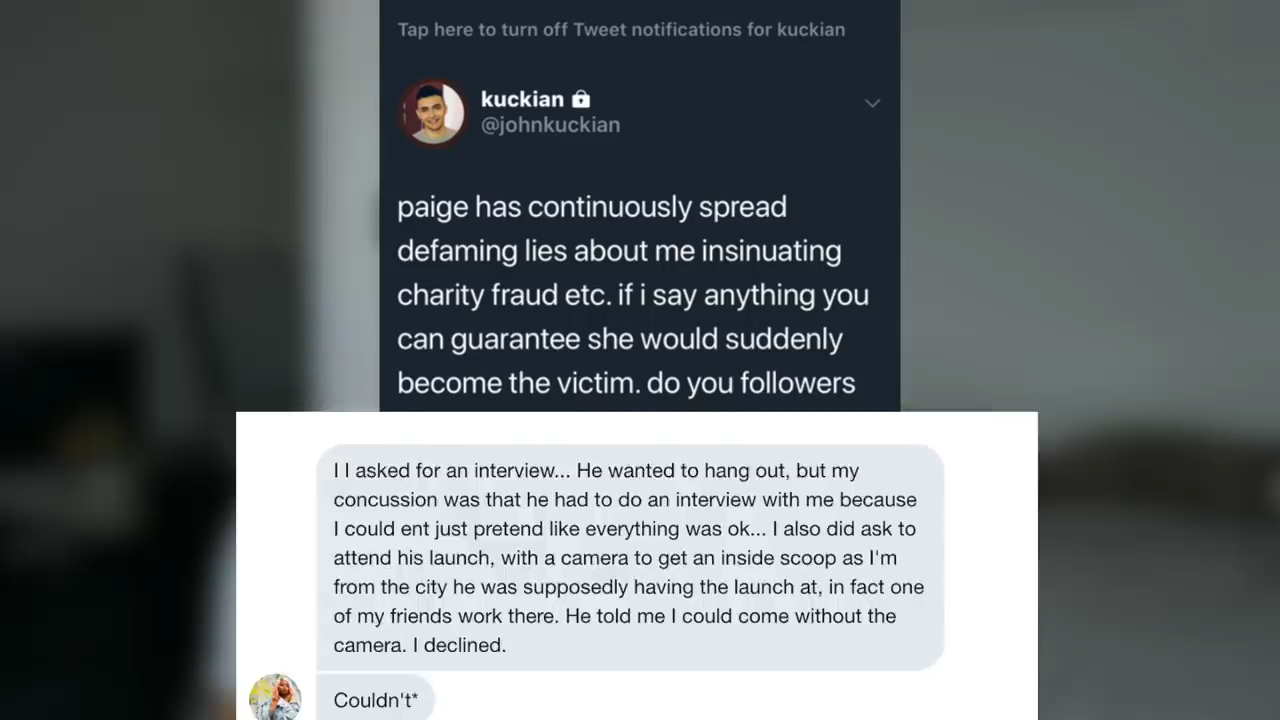 Tap here to turn off Tweet notifications for kuckian
kuckian
@johnkuckian
paige has continuously spread
defaming lies about me insinuating
charity fraud etc. if i say anything you
can guarantee she would suddenly
become the victim. do you followers
I I asked for an interview... He wanted to hang out, but my
concussion was that he had to do an interview with me because
I could ent just pretend like everything was ok... I also did ask to
attend his launch, with a camera to get an inside scoop as I'm
from the city he was supposedly having the launch at, in fact one
of my friends work there. He told me I could come without the
camera. I declined.
Couldn't*